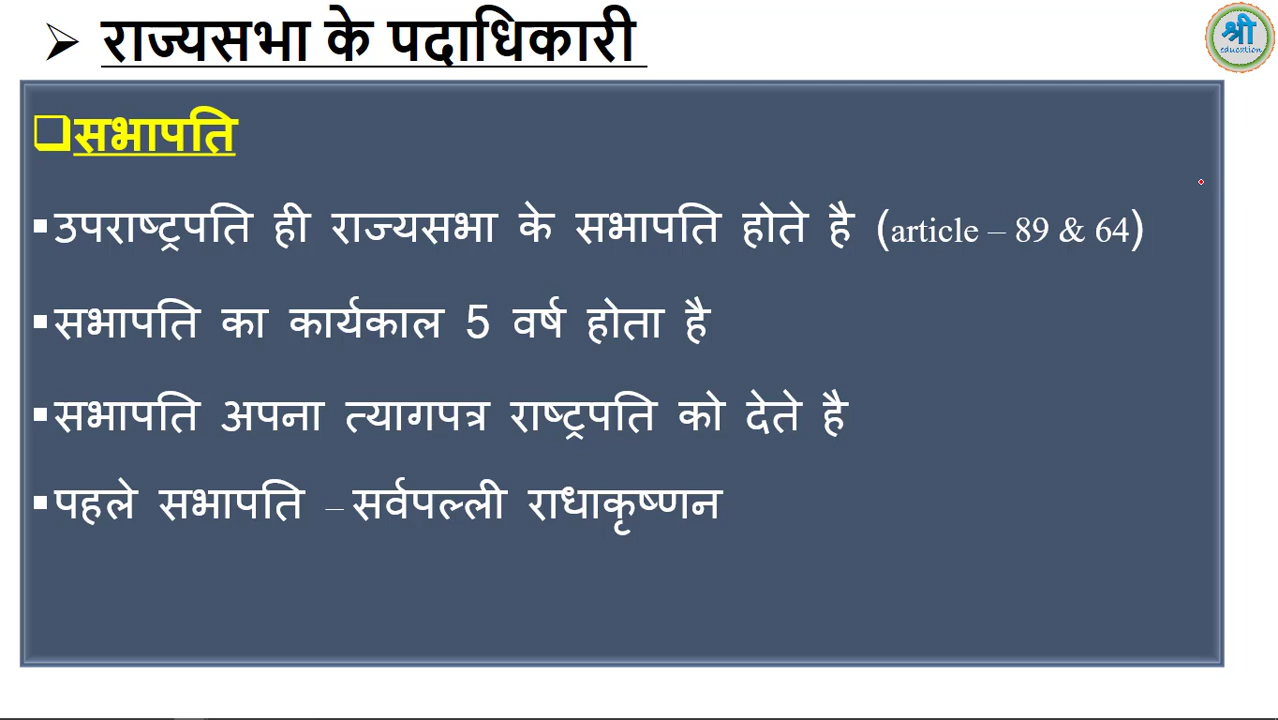 ➢ राज्यसभा के पदाधिकारी
श्री
education
❑सभापति
▪उपराष्ट्रपति ही राज्यसभा के सभापति होते है (article – 89 & 64)
▪सभापति का कार्यकाल 5 वर्ष होता है
▪सभापति अपना त्यागपत्र राष्ट्रपति को देते है
▪पहले सभापति – सर्वपल्ली राधाकृष्णन